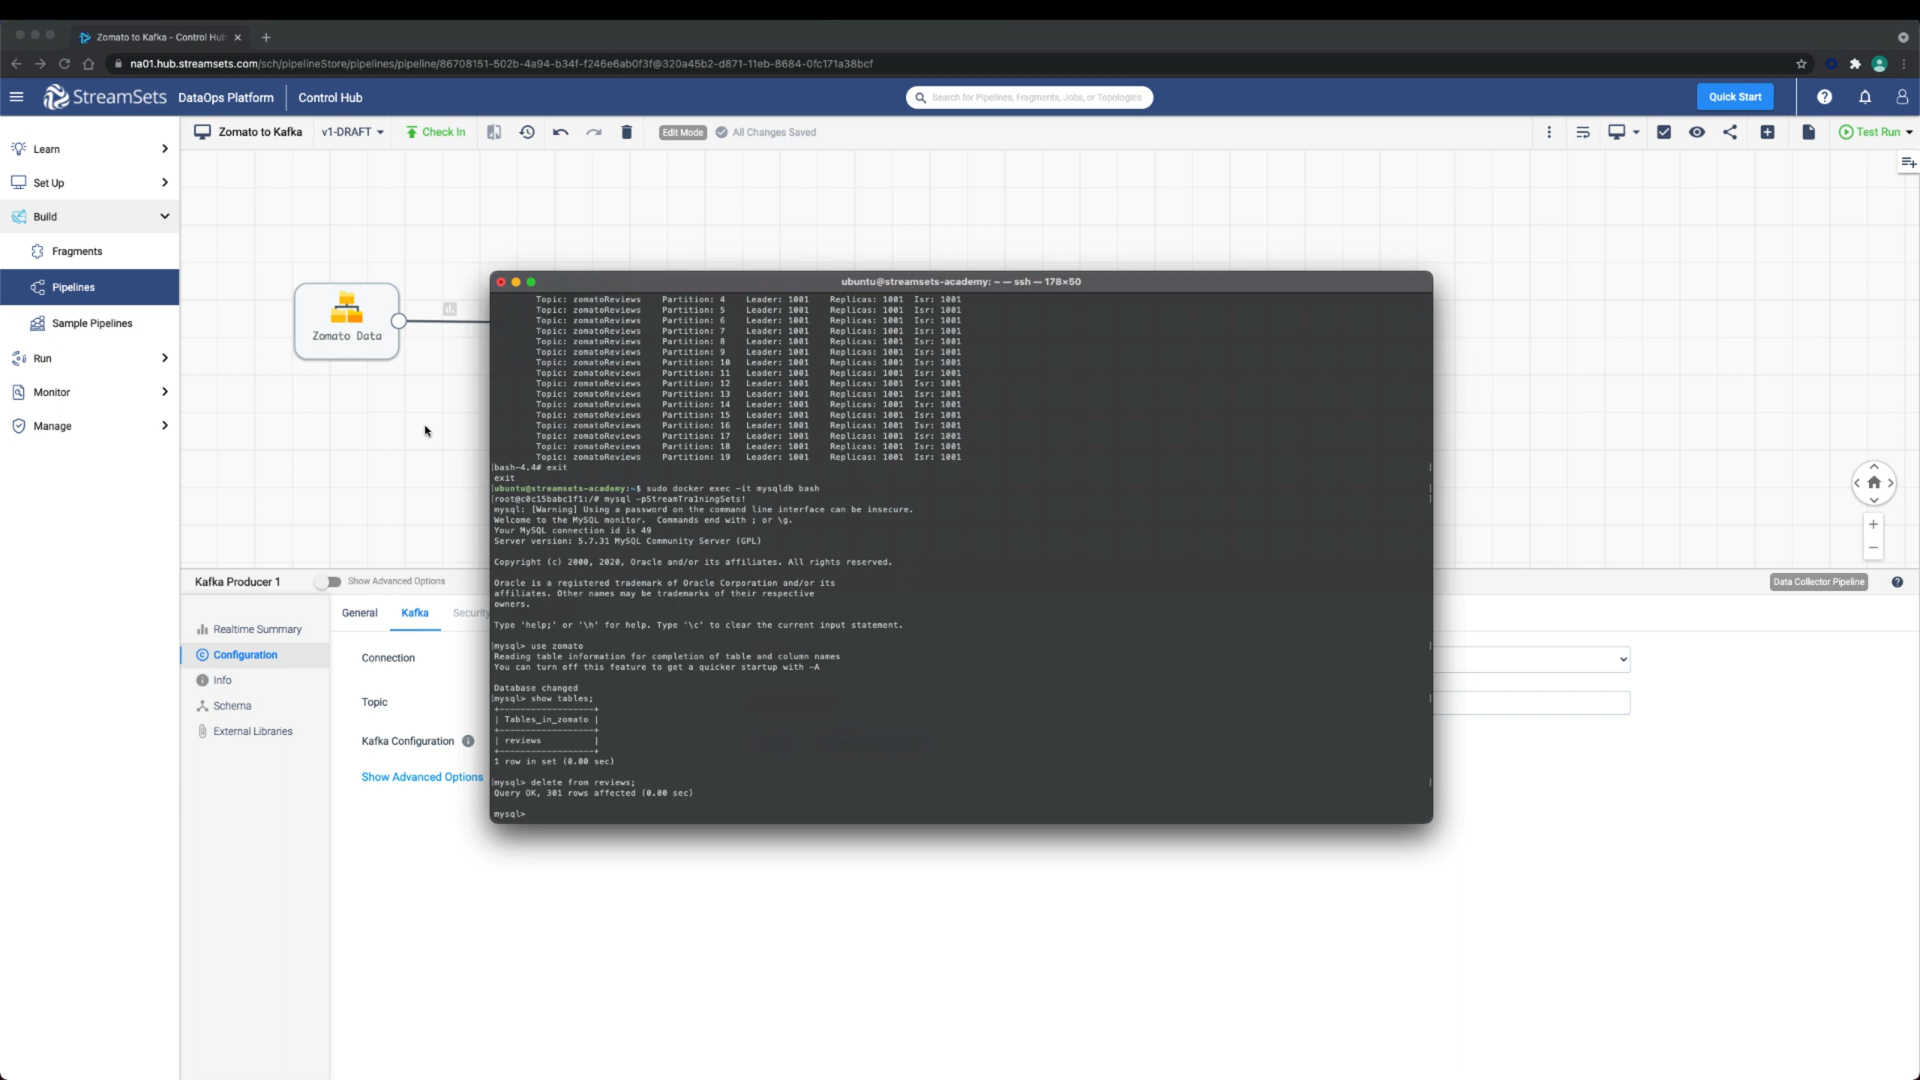 Zomato to Kafka - Control Hub
na01.hub.streamsets.com/sch/pipelineStore/pipelines/pipeline/86708151-502b-4a94-b34f-f246e6ab0f3f@320a45b2-d871-11eb-8684-0fc171a38bcf
StreamSets DataOps Platform Control Hub
Search for Pipelines, Fragments, Jobs, or Topologies
Quick Start
Zomato to Kafka v1-DRAFT Check In Edit Mode All Changes Saved Test Run
Learn
Set Up
Build
Fragments
Pipelines
Sample Pipelines
Run
Monitor
Manage
Zomato Data
ubuntu@streamsets-academy: ~ — ssh — 178×50
Topic: zomatoReviews Partition: 4 Leader: 1001 Replicas: 1001 Isr: 1001
Topic: zomatoReviews Partition: 5 Leader: 1001 Replicas: 1001 Isr: 1001
Topic: zomatoReviews Partition: 6 Leader: 1001 Replicas: 1001 Isr: 1001
Topic: zomatoReviews Partition: 7 Leader: 1001 Replicas: 1001 Isr: 1001
Topic: zomatoReviews Partition: 8 Leader: 1001 Replicas: 1001 Isr: 1001
Topic: zomatoReviews Partition: 9 Leader: 1001 Replicas: 1001 Isr: 1001
Topic: zomatoReviews Partition: 10 Leader: 1001 Replicas: 1001 Isr: 1001
Topic: zomatoReviews Partition: 11 Leader: 1001 Replicas: 1001 Isr: 1001
Topic: zomatoReviews Partition: 12 Leader: 1001 Replicas: 1001 Isr: 1001
Topic: zomatoReviews Partition: 13 Leader: 1001 Replicas: 1001 Isr: 1001
Topic: zomatoReviews Partition: 14 Leader: 1001 Replicas: 1001 Isr: 1001
Topic: zomatoReviews Partition: 15 Leader: 1001 Replicas: 1001 Isr: 1001
Topic: zomatoReviews Partition: 16 Leader: 1001 Replicas: 1001 Isr: 1001
Topic: zomatoReviews Partition: 17 Leader: 1001 Replicas: 1001 Isr: 1001
Topic: zomatoReviews Partition: 18 Leader: 1001 Replicas: 1001 Isr: 1001
Topic: zomatoReviews Partition: 19 Leader: 1001 Replicas: 1001 Isr: 1001
[bash-4.4# exit ]
exit
[ubuntu@streamsets-academy:~$ sudo docker exec -it mysqldb bash ]
[root@c0c15babc1f1:/# mysql -pStreamTra1ningSets! ]
mysql: [Warning] Using a password on the command line interface can be insecure.
Welcome to the MySQL monitor. Commands end with ; or \g.
Your MySQL connection id is 49
Server version: 5.7.31 MySQL Community Server (GPL)
Copyright (c) 2000, 2020, Oracle and/or its affiliates. All rights reserved.
Oracle is a registered trademark of Oracle Corporation and/or its
affiliates. Other names may be trademarks of their respective
owners.
Type 'help;' or '\h' for help. Type '\c' to clear the current input statement.
[mysql> use zomato ]
Reading table information for completion of table and column names
You can turn off this feature to get a quicker startup with -A
Database changed
[mysql> show tables; ]
+------------------+
| Tables_in_zomato |
+------------------+
| reviews |
+------------------+
1 row in set (0.00 sec)
[mysql> delete from reviews; ]
Query OK, 301 rows affected (0.00 sec)
mysql>
Kafka Producer 1 Show Advanced Options Data Collector Pipeline
Realtime Summary
Configuration
Info
Schema
External Libraries
General Kafka Security
Connection
Topic
Kafka Configuration
Show Advanced Options